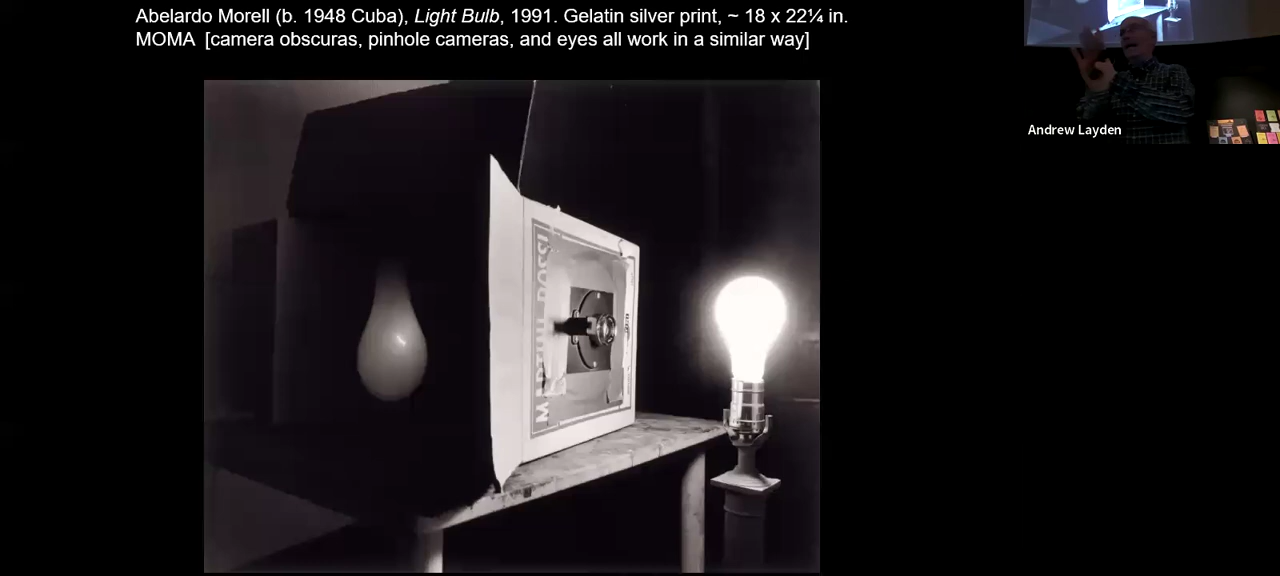 Abelardo Morell (b. 1948 Cuba), Light Bulb, 1991. Gelatin silver print, ~ 18 x 22¼ in.
MOMA [camera obscuras, pinhole cameras, and eyes all work in a similar way]
Andrew Layden